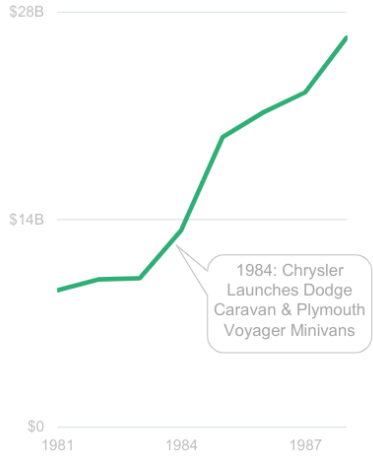 $28B
$14B
1984: Chrysler
Launches Dodge
Caravan & Plymouth
Voyager Minivans
$0
1981
1984
1987